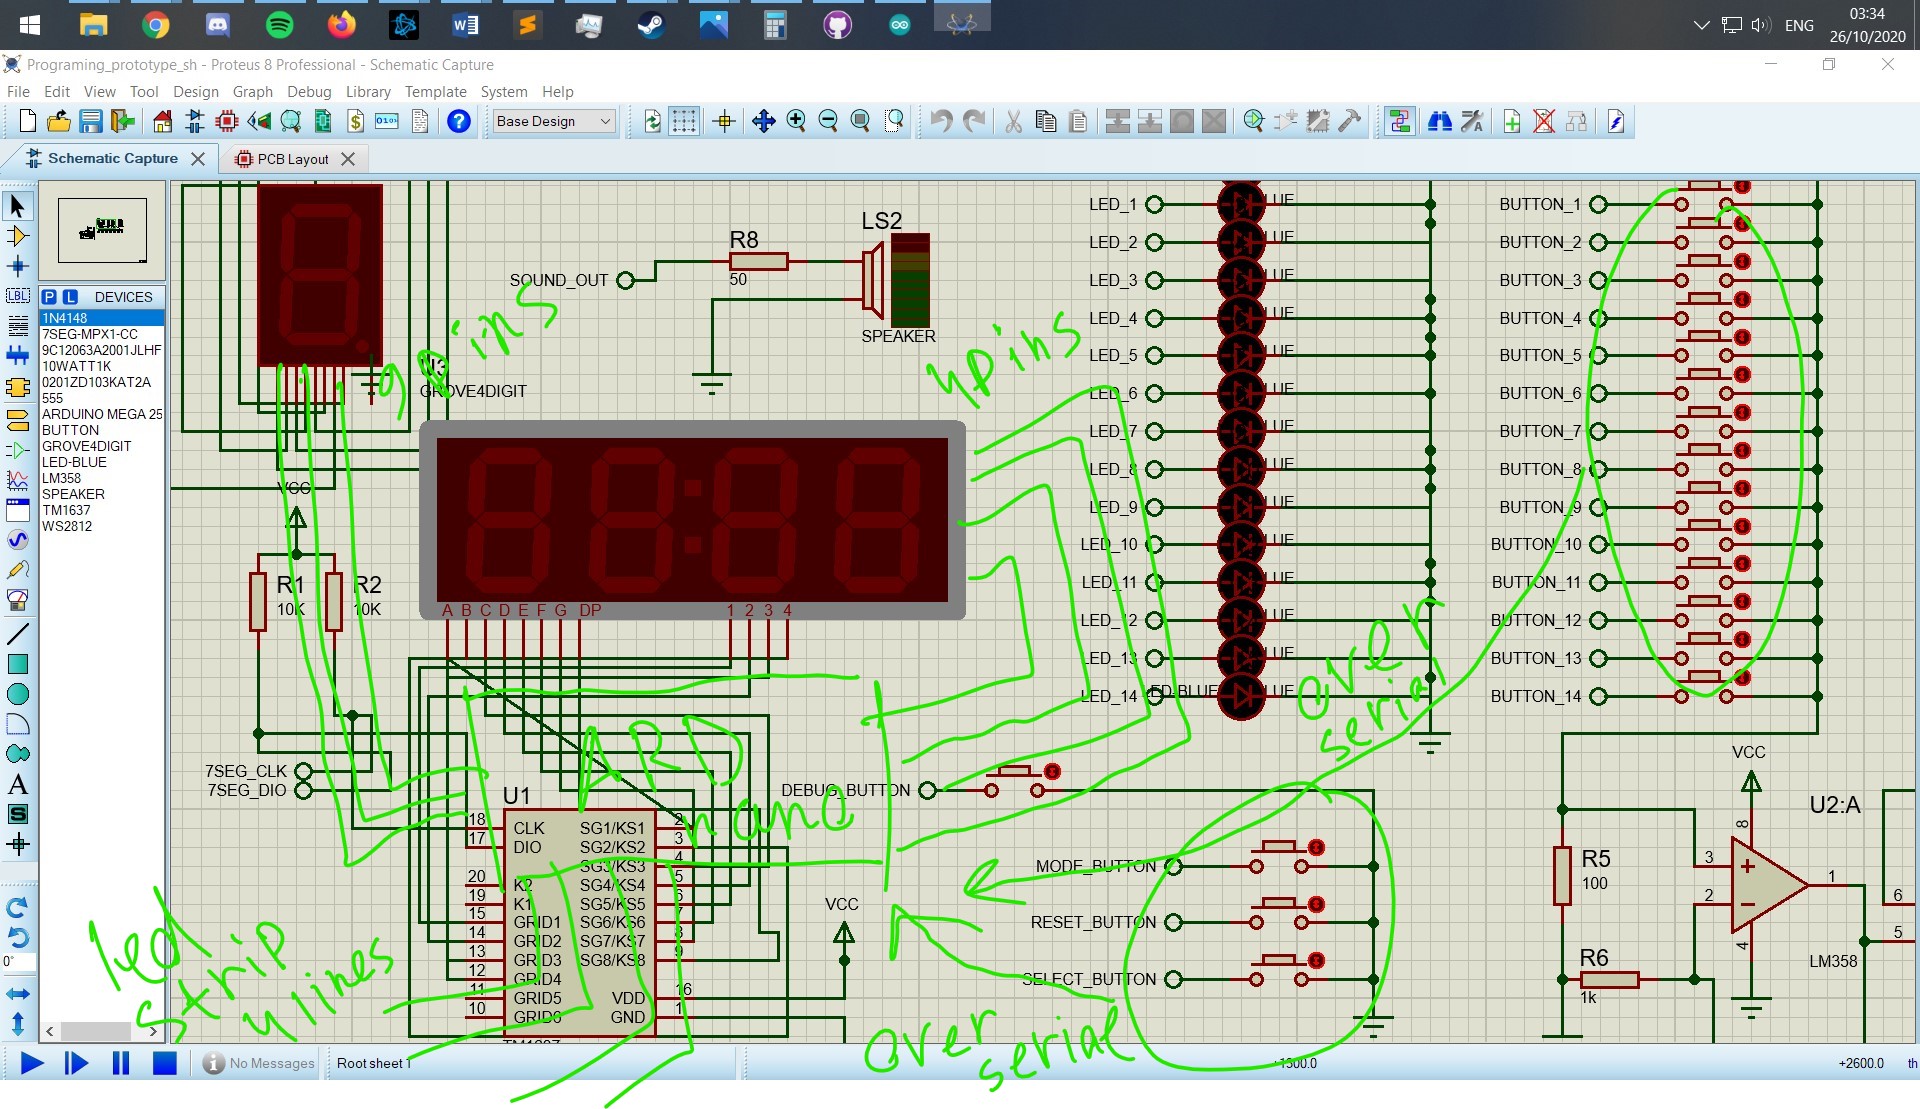 03:34
ENG
26/10/2020
Programing_prototype_sh - Proteus 8 Professional - Schematic Capture
File Edit View Tool Design Graph Debug Library Template System Help
Base Design
Schematic Capture
PCB Layout
P L DEVICES
1N4148
7SEG-MPX1-CC
9C12063A2001JLHF
10WATT1K
0201ZD103KAT2A
555
ARDUINO MEGA 25
BUTTON
GROVE4DIGIT
LED-BLUE
LM358
SPEAKER
TM1637
WS2812
LBL
0°
9pins
GROVE4DIGIT
SOUND_OUT
R8
50
LS2
SPEAKER
4pins
VCC
R1
10K
R2
10K
A B C D E F G DP 1 2 3 4
7SEG_CLK
7SEG_DIO
ARD
nano
U1
18 CLK
17 DIO
20 K2
19 K1
15 GRID1
14 GRID2
13 GRID3
12 GRID4
11 GRID5
10 GRID6
SG1/KS1 2
SG2/KS2 3
SG3/KS3 4
SG4/KS4 5
SG5/KS5 6
SG6/KS6 7
SG7/KS7 8
SG8/KS8 9
VDD 16
GND 1
TM1637
VCC
led
strip
4lines
LED_1
LED_2
LED_3
LED_4
LED_5
LED_6
LED_7
LED_8
LED_9
LED_10
LED_11
LED_12
LED_13
LED_14
LED-BLUE
over
serial
DEBUG_BUTTON
MODE_BUTTON
RESET_BUTTON
SELECT_BUTTON
over
serial
BUTTON_1
BUTTON_2
BUTTON_3
BUTTON_4
BUTTON_5
BUTTON_6
BUTTON_7
BUTTON_8
BUTTON_9
BUTTON_10
BUTTON_11
BUTTON_12
BUTTON_13
BUTTON_14
VCC
U2:A
8
3
2
1
4
LM358
R5
100
R6
1k
6
5
No Messages
Root sheet 1
+1300.0
+2600.0
th